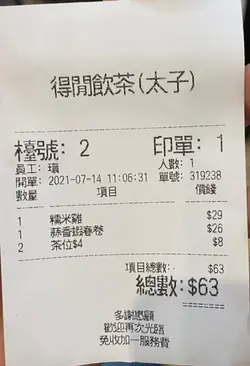 得閒飲茶(太子)
檯號: 2 印單: 1
員工: 環 人數: 1
開單: 2021-07-14 11:06:31 單號: 319238
數量 項目 價錢
1 糯米雞 $29
1 蒜香蝦春卷 $26
2 茶位$4 $8
項目總數: $63
總數: $63
多謝惠顧
歡迎再次光臨
免收加一服務費